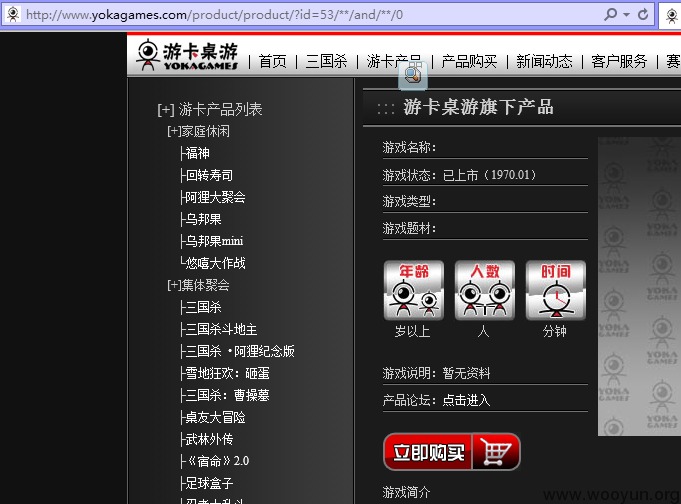 http://www.yokagames.com/product/product/?id=53/**/and/**/0
游卡桌游
YOKAGAMES
| 首页 | 三国杀 | 游卡产品 | 产品购买 | 新闻动态 | 客户服务 | 赛
[+] 游卡产品列表
[+]家庭休闲
├福神
├回转寿司
├阿狸大聚会
├乌邦果
├乌邦果mini
└悠嘻大作战
[+]集体聚会
├三国杀
├三国杀斗地主
├三国杀 •阿狸纪念版
├雪地狂欢：砸蛋
├三国杀：曹操墓
├桌友大冒险
├武林外传
├《宿命》2.0
├足球盒子
├忍者大乱斗
::: 游卡桌游旗下产品
游戏名称：
游戏状态：已上市（1970.01）
游戏类型：
游戏题材：
年龄 人数 时间
岁以上 人 分钟
游戏说明：暂无资料
产品论坛：点击进入
立即购买
游戏简介
YOKA GAMES
www.wooyun.org